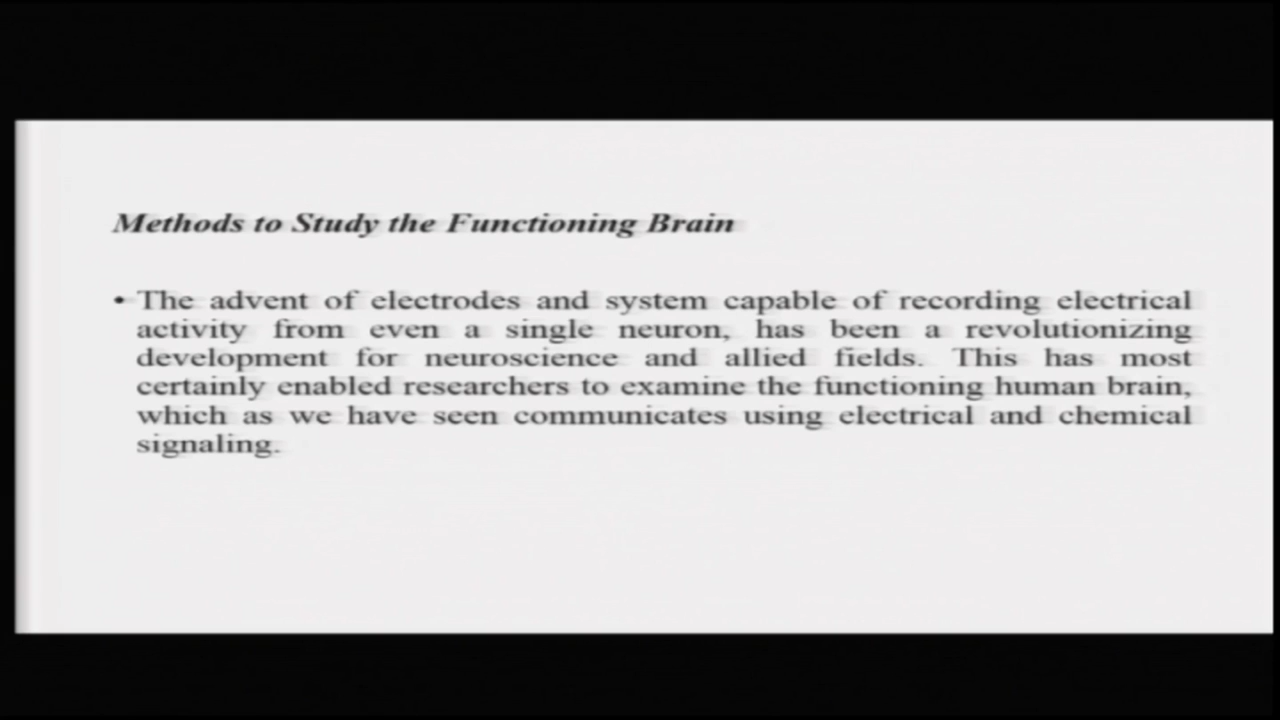 Methods to Study the Functioning Brain
• The advent of electrodes and system capable of recording electrical
activity from even a single neuron, has been a revolutionizing
development for neuroscience and allied fields. This has most
certainly enabled researchers to examine the functioning human brain,
which as we have seen communicates using electrical and chemical
signaling.